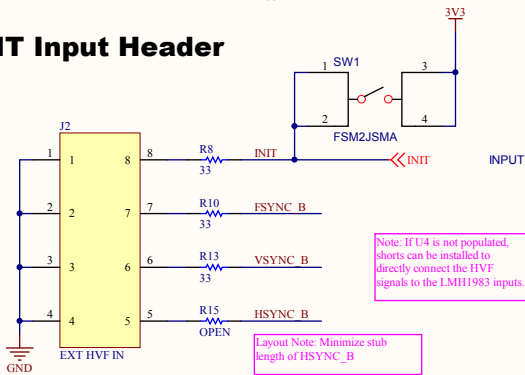 IT Input Header
3V3
SW1
1
3
2
4
FSM2JSMA
J2
1 1 8 8
R8
33
INIT
INIT
INPUT
2 2 7 7
R10
33
FSYNC_B
3 3 6 6
R13
33
VSYNC_B
4 4 5 5
R15
OPEN
HSYNC_B
EXT HVF IN
GND
Note: If U4 is not populated,
shorts can be installed to
directly connect the HVF
signals to the LMH1983 inputs.
Layout Note: Minimize stub
length of HSYNC_B